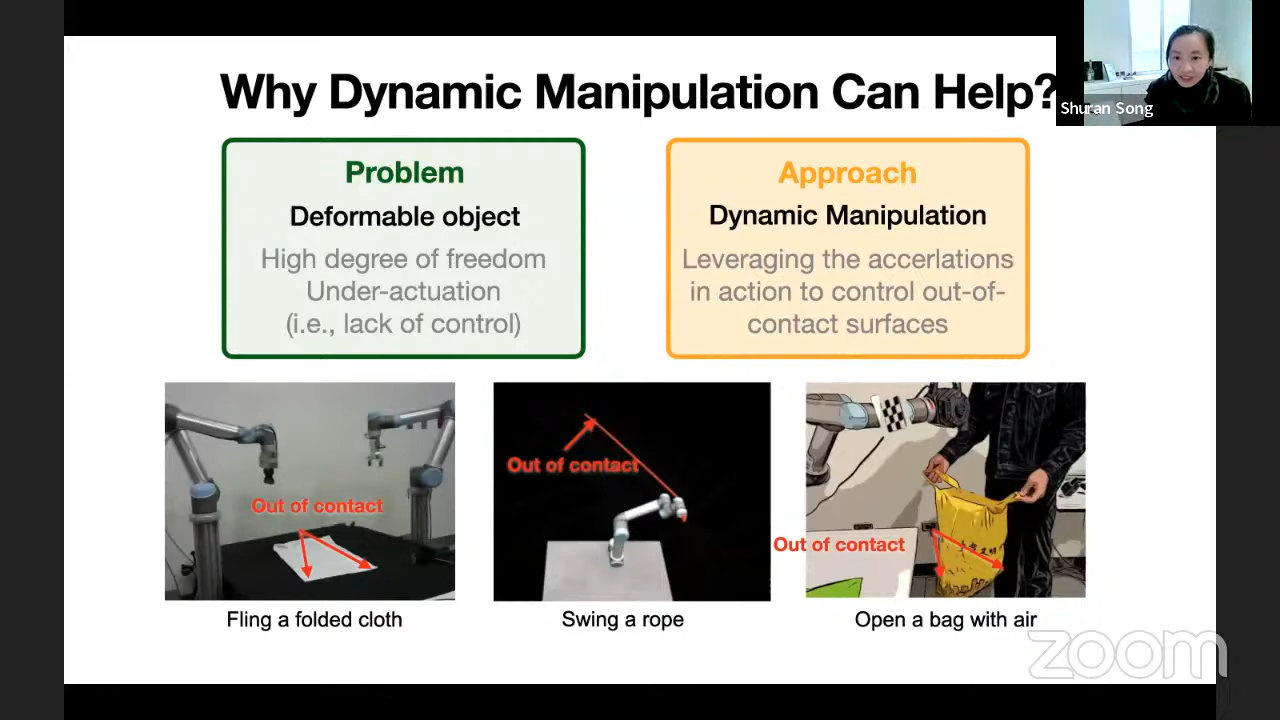 Why Dynamic Manipulation Can Help?
Shuran Song
Problem
Deformable object
High degree of freedom
Under-actuation
(i.e., lack of control)
Approach
Dynamic Manipulation
Leveraging the accerlations
in action to control out-of-
contact surfaces
Out of contact
Out of contact
Out of contact
Fling a folded cloth
Swing a rope
Open a bag with air
zoom